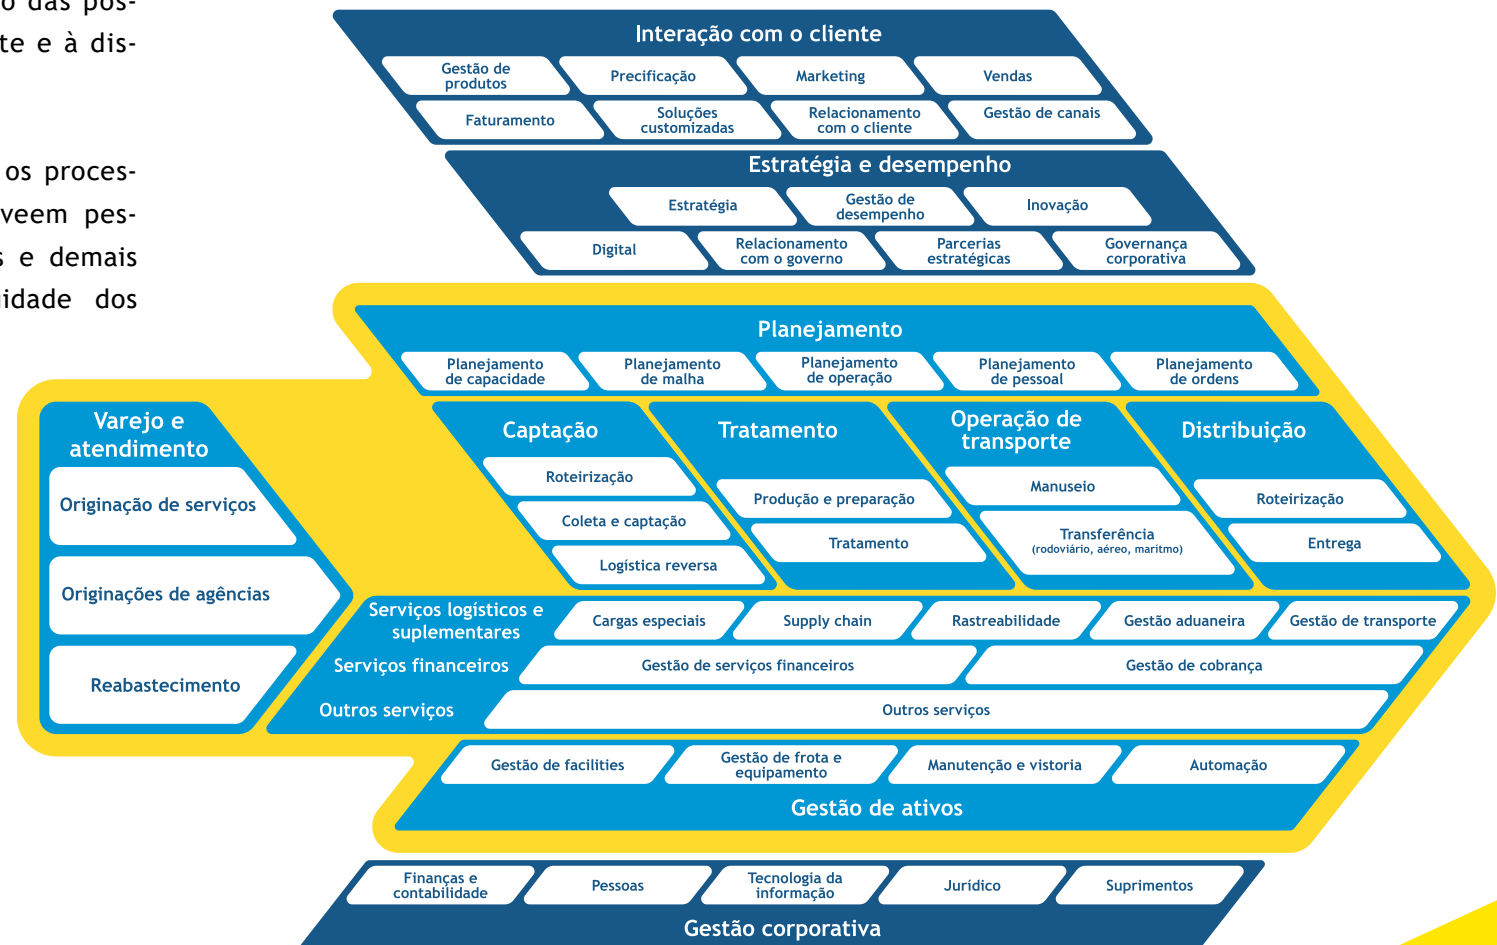 o das pos-
te e à dis-
os proces-
veem pes-
s e demais
idade dos
Interação com o cliente
Gestão de
produtos
Precificação
Marketing
Vendas
Faturamento
Soluções
customizadas
Relacionamento
com o cliente
Gestão de canais
Estratégia e desempenho
Estratégia
Gestão de
desempenho
Inovação
Digital
Relacionamento
com o governo
Parcerias
estratégicas
Governança
corporativa
Planejamento
Planejamento
de capacidade
Planejamento
de malha
Planejamento
de operação
Planejamento
de pessoal
Planejamento
de ordens
Varejo e
atendimento
Originação de serviços
Originações de agências
Reabastecimento
Captação
Roteirização
Coleta e captação
Logística reversa
Tratamento
Produção e preparação
Tratamento
Operação de
transporte
Manuseio
Transferência
(rodoviário, aéreo, marítmo)
Distribuição
Roteirização
Entrega
Serviços logísticos e
suplementares
Cargas especiais
Supply chain
Rastreabilidade
Gestão aduaneira
Gestão de transporte
Serviços financeiros
Gestão de serviços financeiros
Gestão de cobrança
Outros serviços
Outros serviços
Gestão de facilities
Gestão de frota e
equipamento
Manutenção e vistoria
Automação
Gestão de ativos
Finanças e
contabilidade
Pessoas
Tecnologia da
informação
Jurídico
Suprimentos
Gestão corporativa